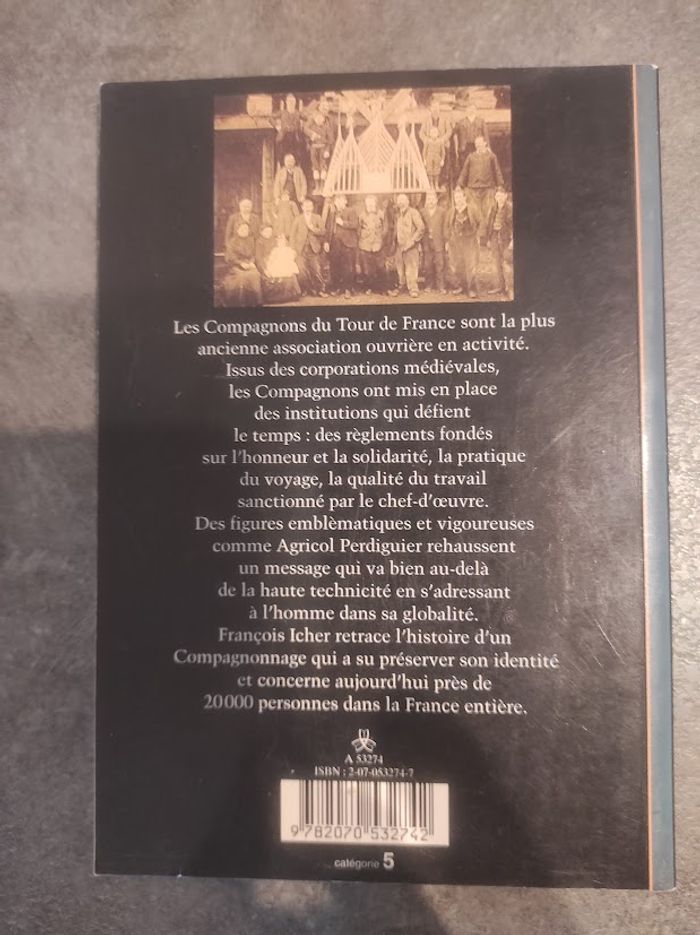 Les Compagnons du Tour de France sont la plus
ancienne association ouvrière en activité.
Issus des corporations médiévales,
les Compagnons ont mis en place
des institutions qui défient
le temps : des règlements fondés
sur l'honneur et la solidarité, la pratique
du voyage, la qualité du travail
sanctionné par le chef-d'œuvre.
Des figures emblèmatiques et vigoureuses
comme Agricol Perdiguier rehaussent
un message qui va bien au-delà
de la haute technicité en s'adressant
à l'homme dans sa globalité.
François Icher retrace l'histoire d'un
Compagnonnage qui a su préserver son identité
et concerne aujourd'hui près de
20 000 personnes dans la France entière.
A 53274
ISBN : 2-07-053274-7
9 782070 532742
catégorie 5